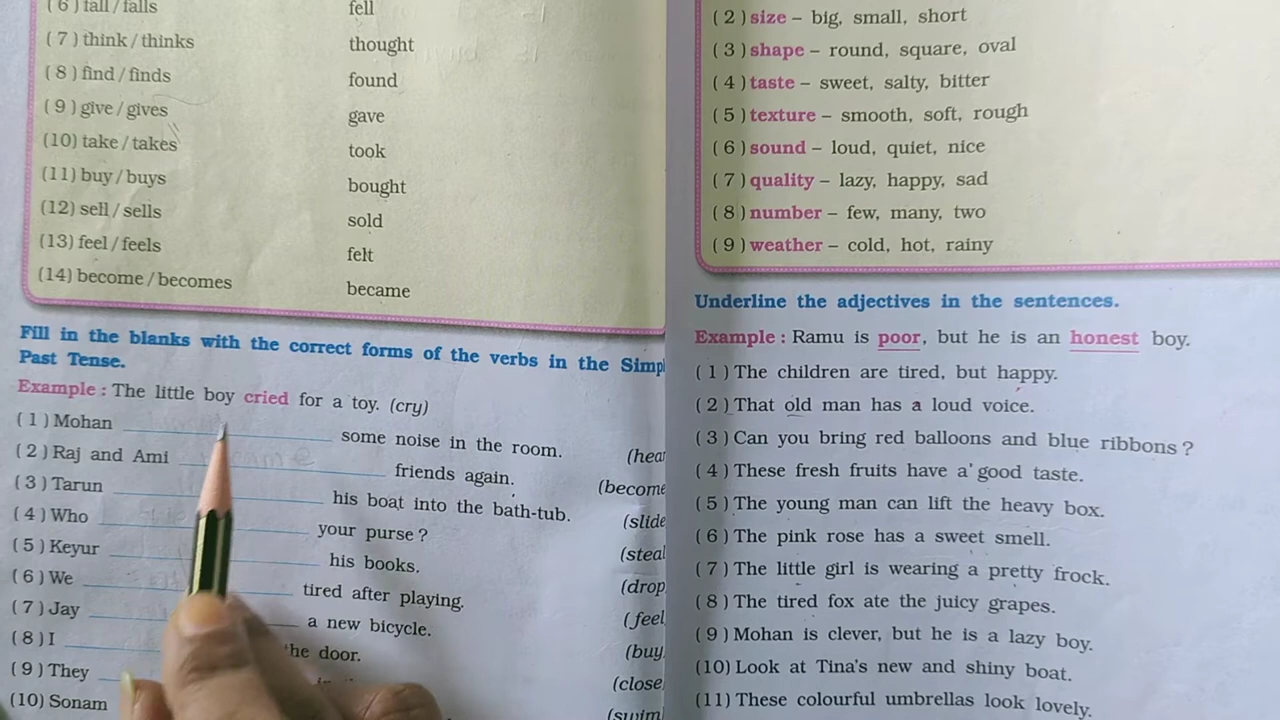 (6) fall/falls fell
(7) think/thinks thought
(8) find/finds found
(9) give/gives gave
(10) take/takes took
(11) buy/buys bought
(12) sell/sells sold
(13) feel/feels felt
(14) become/becomes became
Fill in the blanks with the correct forms of the verbs in the Simpl
Past Tense.
Example : The little boy cried for a toy. (cry)
(1) Mohan ________ some noise in the room. (hear
(2) Raj and Ami ________ friends again. (become
(3) Tarun ________ his boat into the bath-tub. (slide
(4) Who ________ your purse? (steal
(5) Keyur ________ his books. (drop
(6) We ________ tired after playing. (feel
(7) Jay ________ a new bicycle. (buy
(8) I ________ the door. (close
(9) They (swim
(10) Sonam
(2) size – big, small, short
(3) shape – round, square, oval
(4) taste – sweet, salty, bitter
(5) texture – smooth, soft, rough
(6) sound – loud, quiet, nice
(7) quality – lazy, happy, sad
(8) number – few, many, two
(9) weather – cold, hot, rainy
Underline the adjectives in the sentences.
Example : Ramu is poor, but he is an honest boy.
(1) The children are tired, but happy.
(2) That old man has a loud voice.
(3) Can you bring red balloons and blue ribbons?
(4) These fresh fruits have a good taste.
(5) The young man can lift the heavy box.
(6) The pink rose has a sweet smell.
(7) The little girl is wearing a pretty frock.
(8) The tired fox ate the juicy grapes.
(9) Mohan is clever, but he is a lazy boy.
(10) Look at Tina's new and shiny boat.
(11) These colourful umbrellas look lovely.